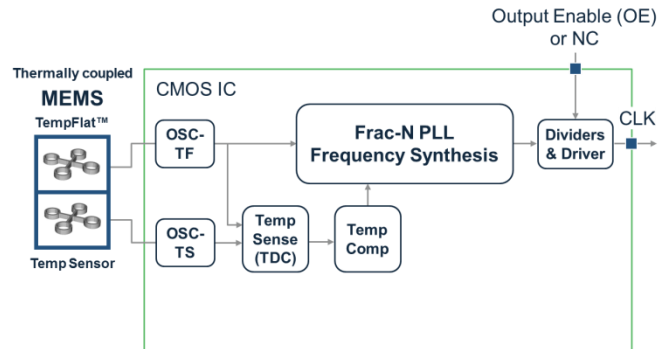 Output Enable (OE)
or NC
Thermally coupled
MEMS
TempFlat™
CMOS IC
CLK
OSC-
TF
Frac-N PLL
Frequency Synthesis
Dividers
& Driver
OSC-
TS
Temp
Sense
(TDC)
Temp
Comp
Temp Sensor